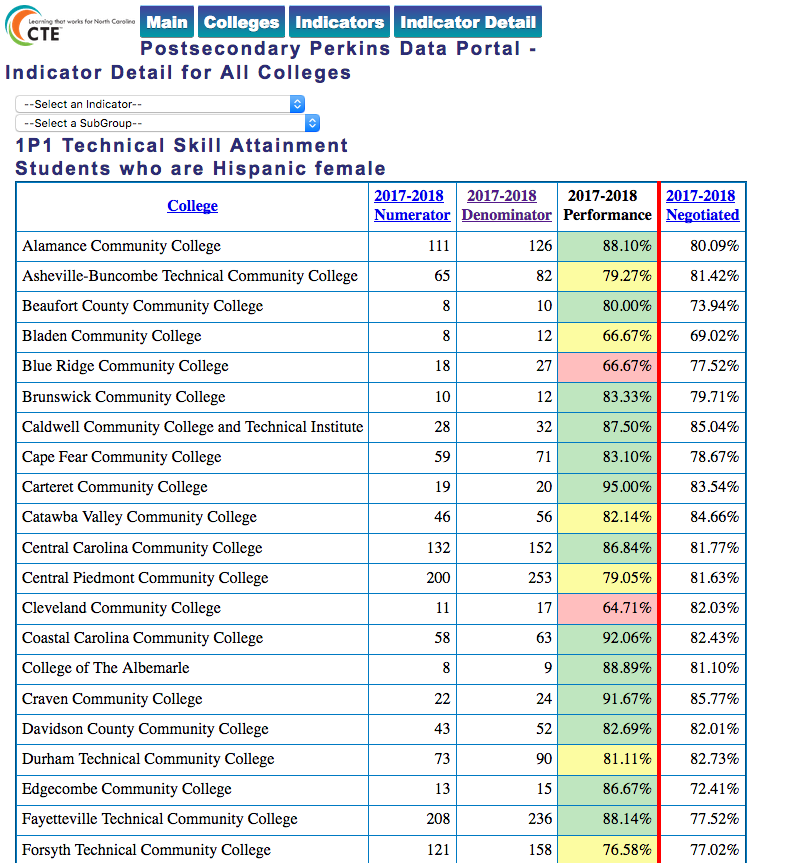 Learning that works for North Carolina
CTE™
Main Colleges Indicators Indicator Detail
Postsecondary Perkins Data Portal -
Indicator Detail for All Colleges
--Select an Indicator--
--Select a SubGroup--
1P1 Technical Skill Attainment
Students who are Hispanic female
College 2017-2018 Numerator 2017-2018 Denominator 2017-2018 Performance 2017-2018 Negotiated
Alamance Community College 111 126 88.10% 80.09%
Asheville-Buncombe Technical Community College 65 82 79.27% 81.42%
Beaufort County Community College 8 10 80.00% 73.94%
Bladen Community College 8 12 66.67% 69.02%
Blue Ridge Community College 18 27 66.67% 77.52%
Brunswick Community College 10 12 83.33% 79.71%
Caldwell Community College and Technical Institute 28 32 87.50% 85.04%
Cape Fear Community College 59 71 83.10% 78.67%
Carteret Community College 19 20 95.00% 83.54%
Catawba Valley Community College 46 56 82.14% 84.66%
Central Carolina Community College 132 152 86.84% 81.77%
Central Piedmont Community College 200 253 79.05% 81.63%
Cleveland Community College 11 17 64.71% 82.03%
Coastal Carolina Community College 58 63 92.06% 82.43%
College of The Albemarle 8 9 88.89% 81.10%
Craven Community College 22 24 91.67% 85.77%
Davidson County Community College 43 52 82.69% 82.01%
Durham Technical Community College 73 90 81.11% 82.73%
Edgecombe Community College 13 15 86.67% 72.41%
Fayetteville Technical Community College 208 236 88.14% 77.52%
Forsyth Technical Community College 121 158 76.58% 77.02%